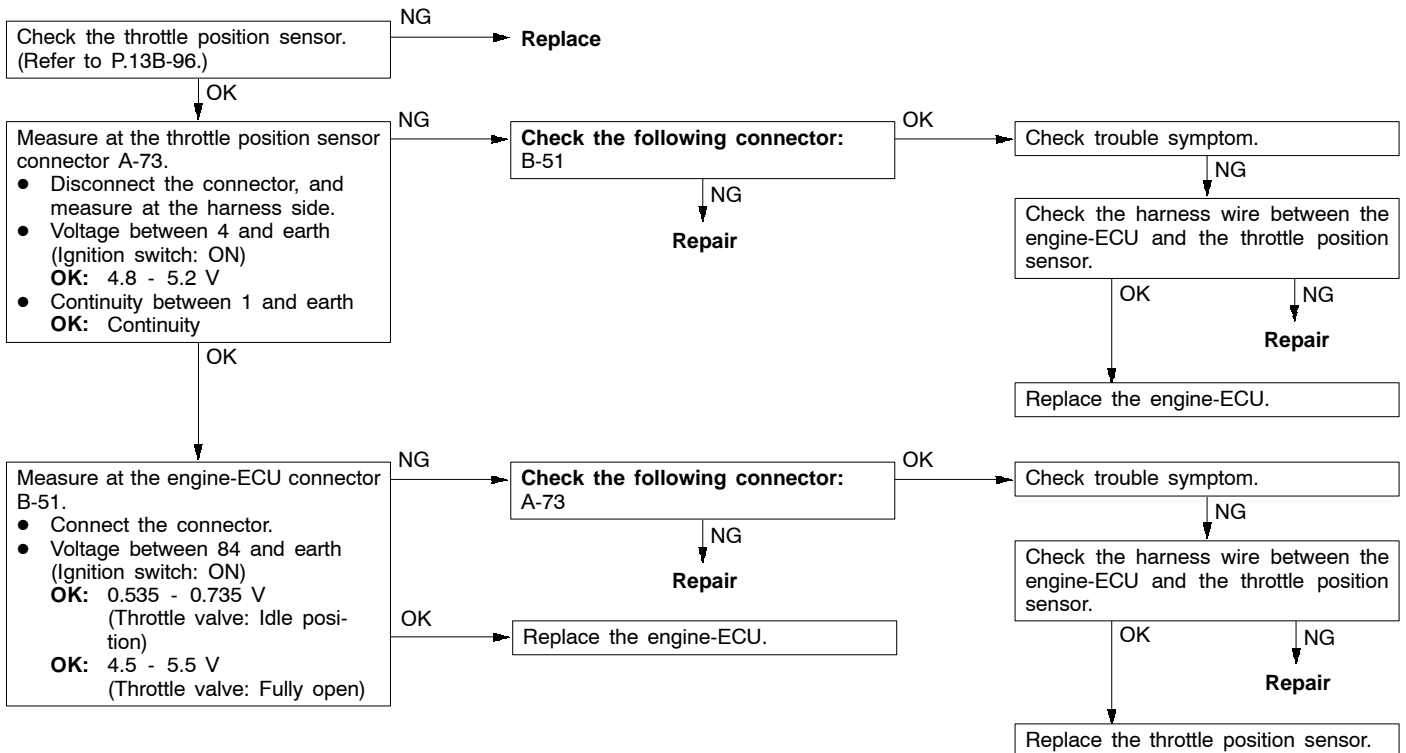 Check the throttle position sensor.
(Refer to P.13B-96.)
NG
Replace
OK
Measure at the throttle position sensor
connector A-73.
● Disconnect the connector, and
measure at the harness side.
● Voltage between 4 and earth
(Ignition switch: ON)
OK: 4.8 - 5.2 V
● Continuity between 1 and earth
OK: Continuity
NG
Check the following connector:
B-51
NG
Repair
OK
Check trouble symptom.
NG
Check the harness wire between the
engine-ECU and the throttle position
sensor.
OK
NG
Repair
Replace the engine-ECU.
OK
Measure at the engine-ECU connector
B-51.
● Connect the connector.
● Voltage between 84 and earth
(Ignition switch: ON)
OK: 0.535 - 0.735 V
(Throttle valve: Idle posi-
tion)
OK: 4.5 - 5.5 V
(Throttle valve: Fully open)
NG
Check the following connector:
A-73
NG
Repair
OK
Check trouble symptom.
NG
Check the harness wire between the
engine-ECU and the throttle position
sensor.
OK
NG
Repair
Replace the throttle position sensor.
OK
Replace the engine-ECU.